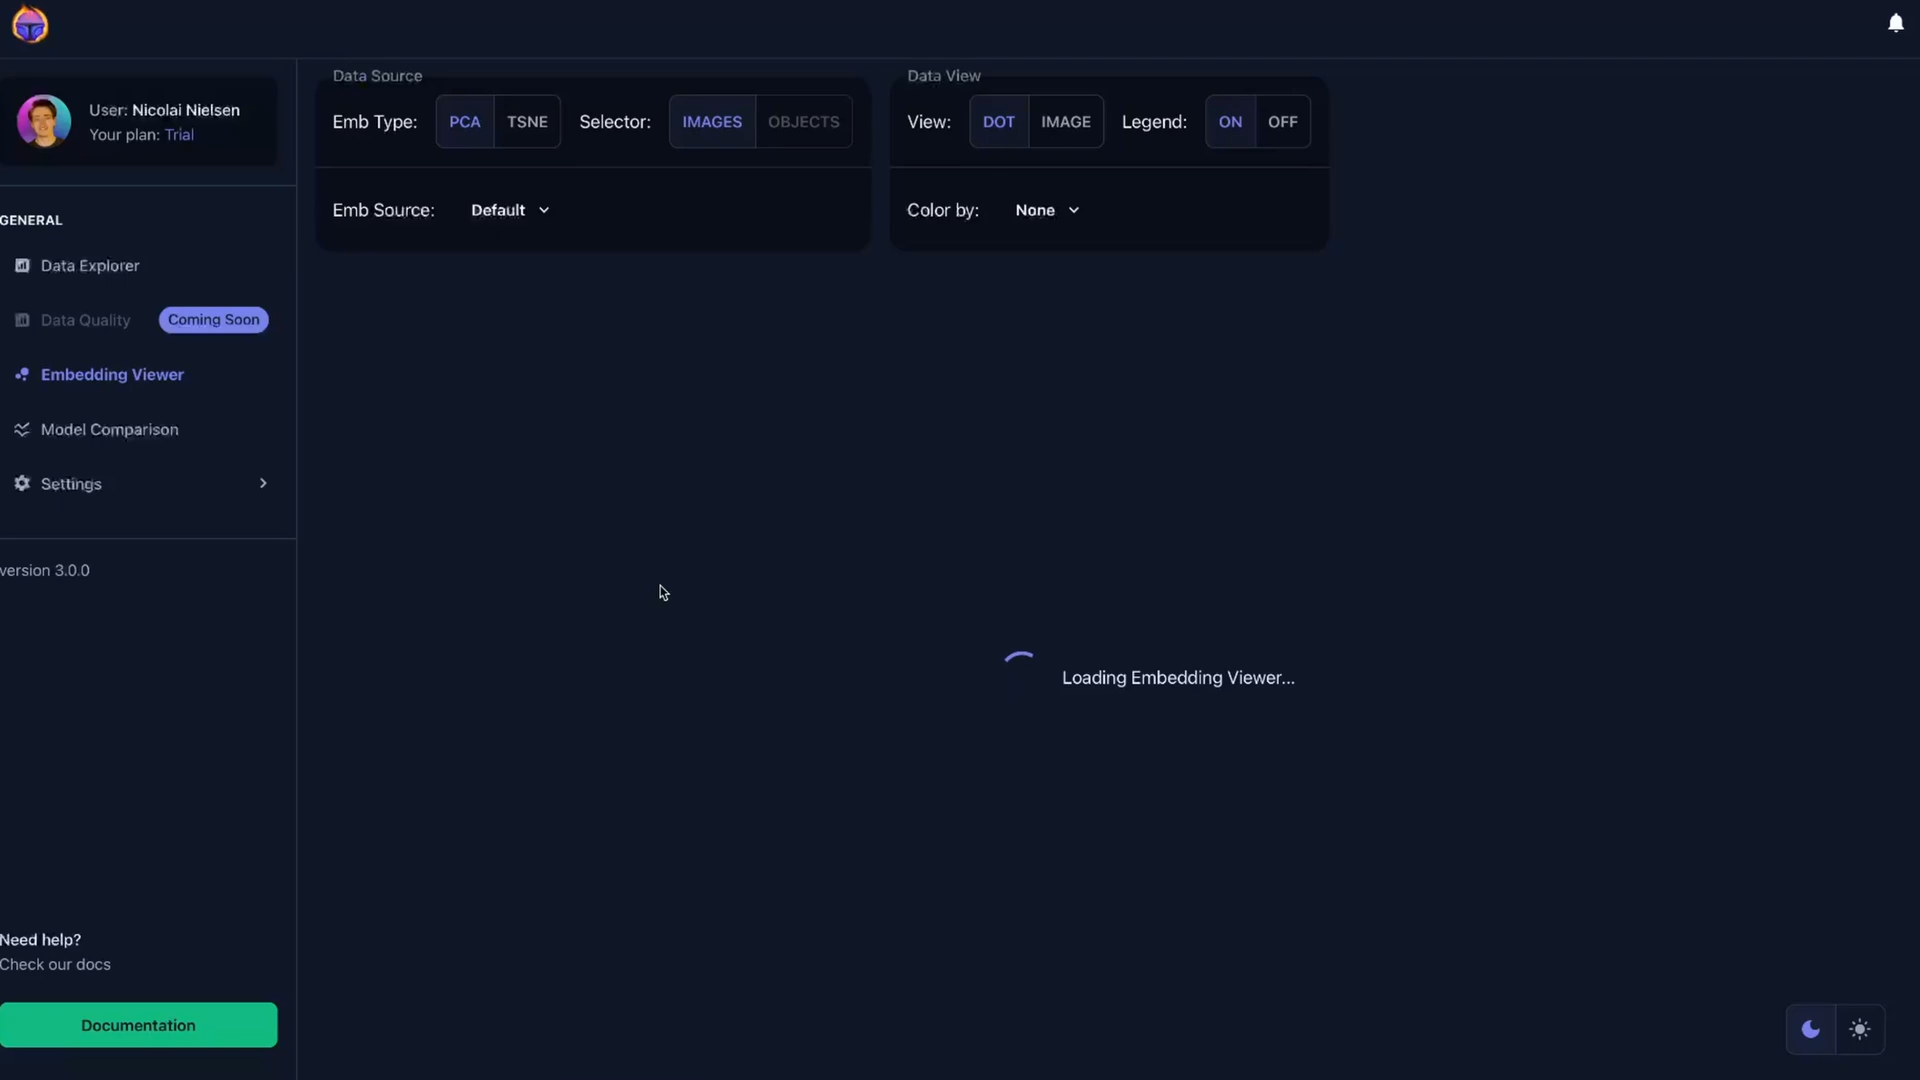 User: Nicolai Nielsen
Your plan: Trial
GENERAL
Data Explorer
Data Quality Coming Soon
Embedding Viewer
Model Comparison
Settings
version 3.0.0
Need help?
Check our docs
Documentation
Data Source
Emb Type: PCA TSNE Selector: IMAGES OBJECTS
Emb Source: Default
Data View
View: DOT IMAGE Legend: ON OFF
Color by: None
Loading Embedding Viewer...